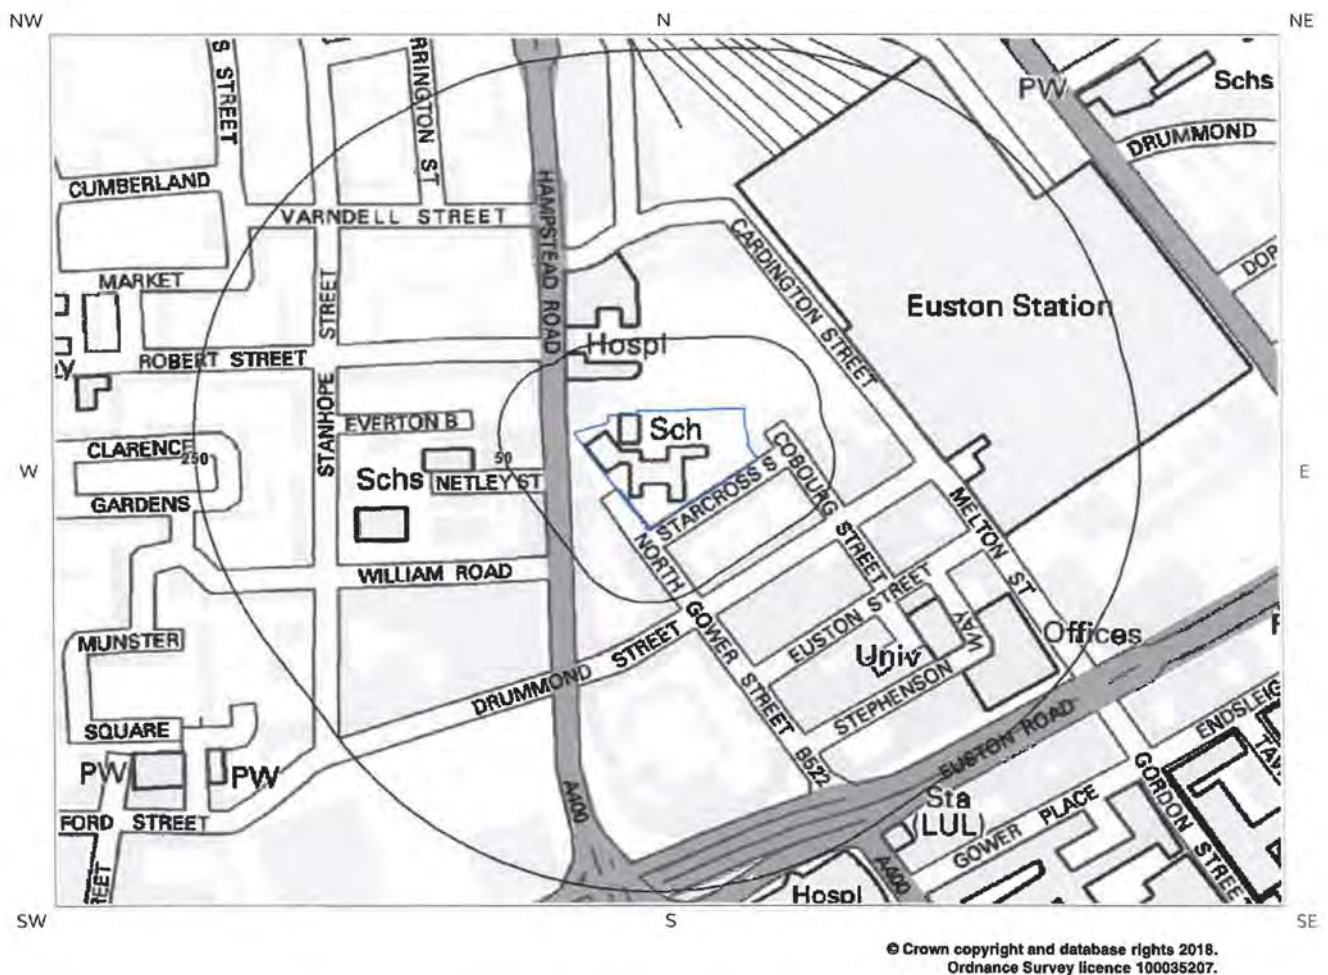 NW
N
NE
S STREET
RRINGTON ST
PW
Schs
DRUMMOND
CUMBERLAND
VARNDELL STREET
HAMPSTEAD ROAD
CARDINGTON STREET
DOP
MARKET
STREET
Euston Station
ROBERT STREET
Hospl
STANHOPE
EVERTON B
Sch
CLARENCE
250
50
COBOURG STREET
W
E
Schs
NETLEY ST
GARDENS
STARCROSS S
MELTON ST
NORTH GOWER STREET
WILLIAM ROAD
EUSTON STREET
WAY
MUNSTER
Offices
Univ
STEPHENSON
DRUMMOND STREET
SQUARE
B522
EUSTON ROAD
ENDSLEIG
TAV
PW
PW
A400
Sta
(LUL)
GOWER PLACE
GORDON STREE
FORD STREET
REET
A400
Hospl
SW
S
SE
© Crown copyright and database rights 2018.
Ordnance Survey licence 100035207.